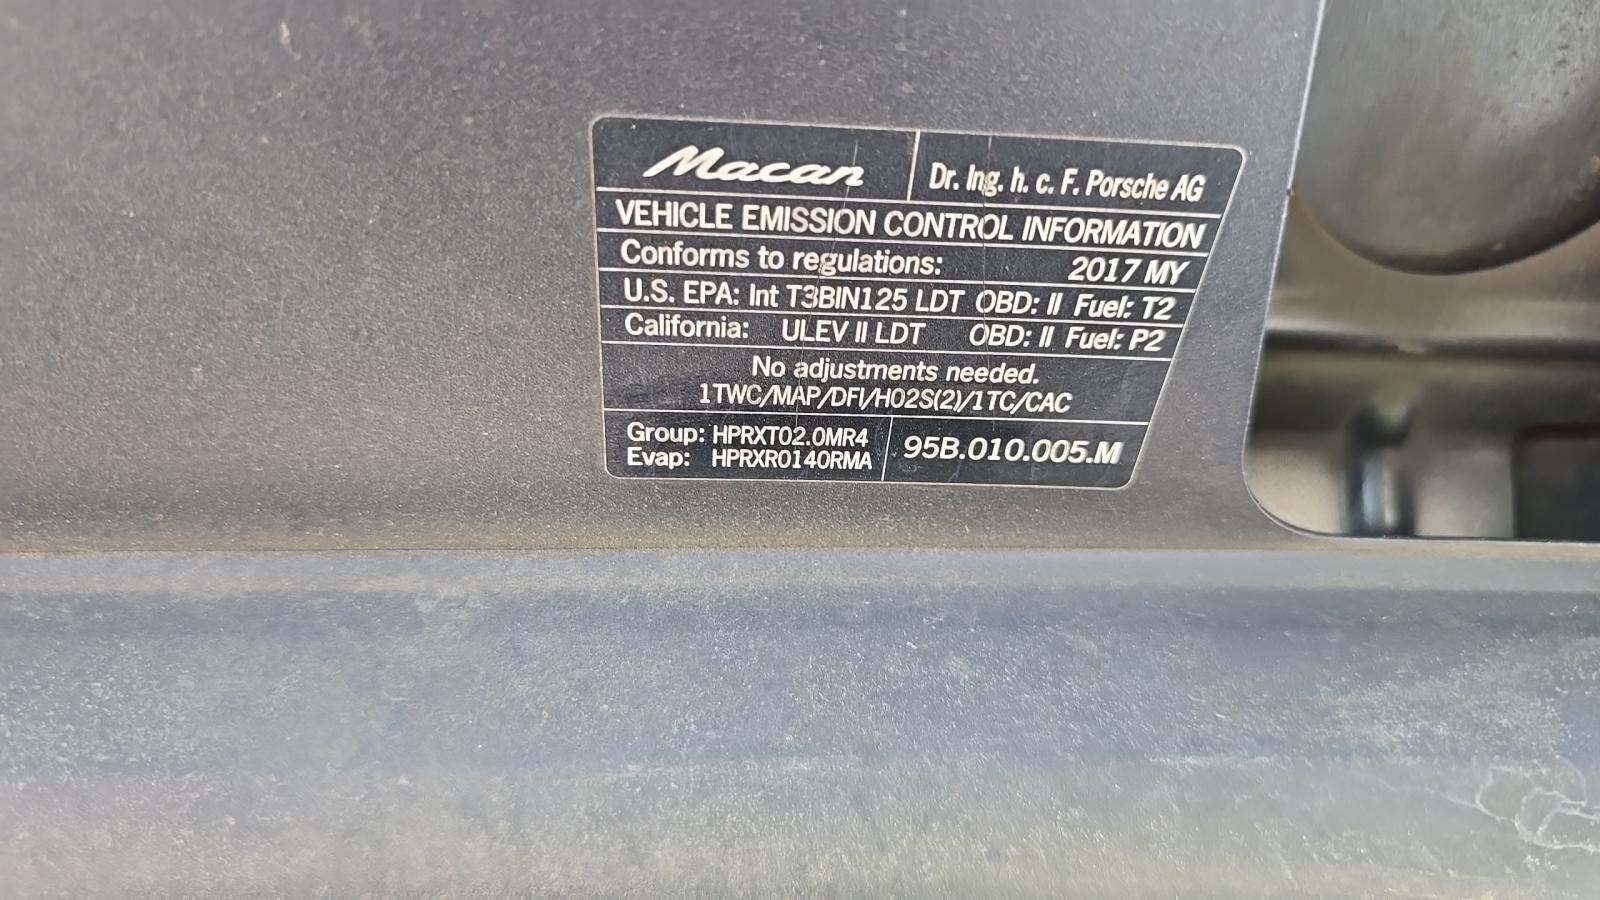 Macan Dr. Ing. h. c. F. Porsche AG
VEHICLE EMISSION CONTROL INFORMATION
Conforms to regulations: 2017 MY
U.S. EPA: Int T3BIN125 LDT OBD: II Fuel: T2
California: ULEV II LDT OBD: II Fuel: P2
No adjustments needed.
1TWC/MAP/DFI/HO2S(2)/1TC/CAC
Group: HPRXT02.0MR4
Evap: HPRXR0140RMA
95B.010.005.M